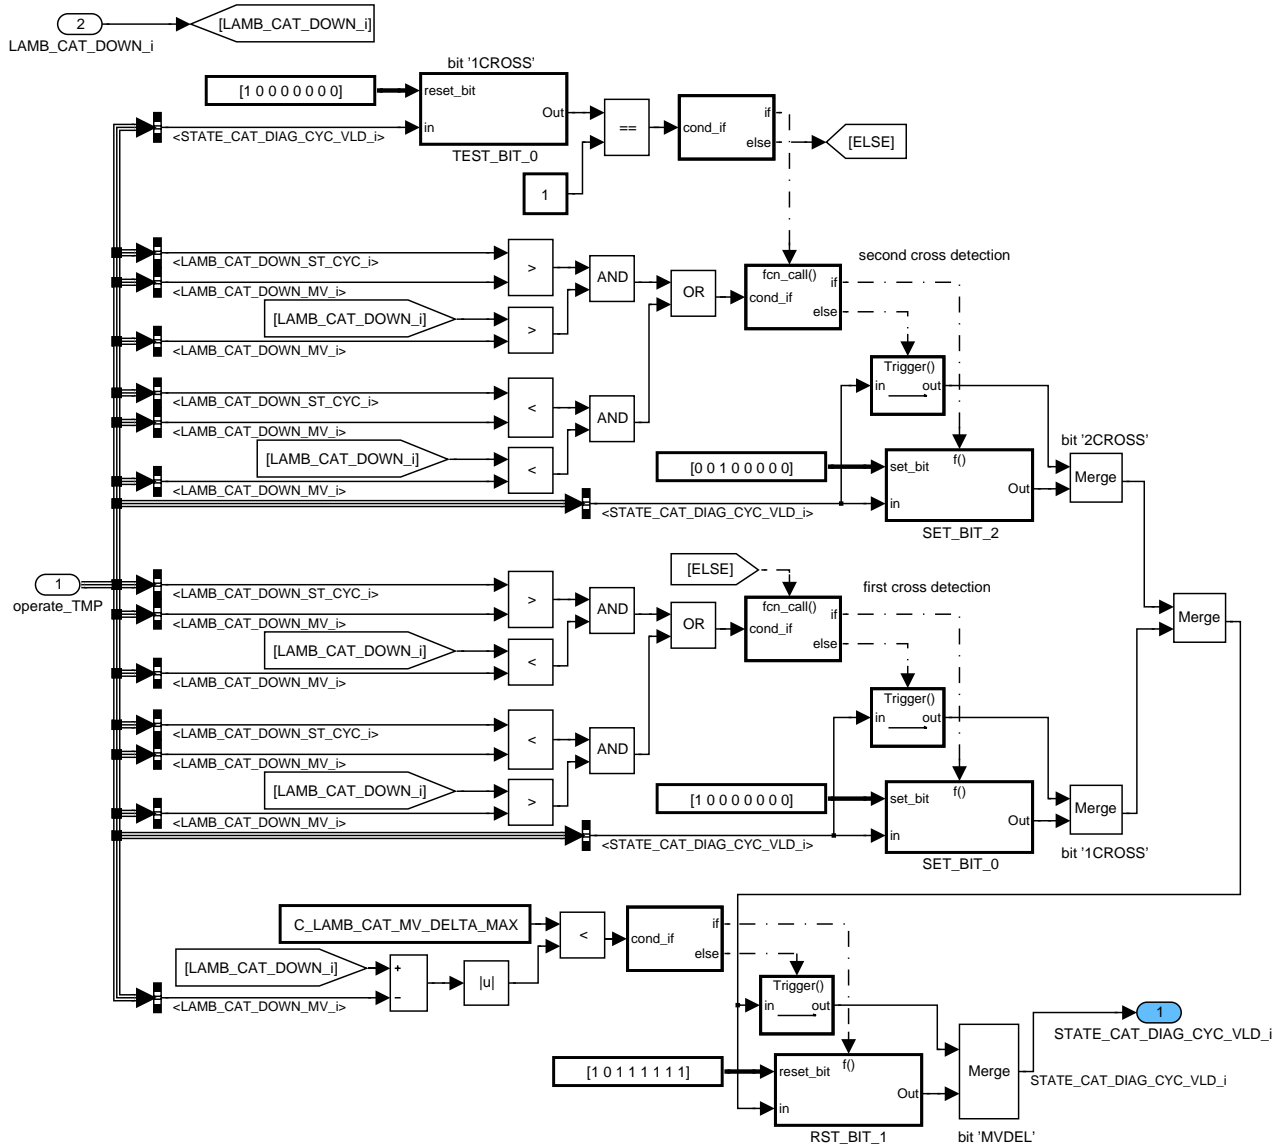 2
[LAMB_CAT_DOWN_i]
LAMB_CAT_DOWN_i
bit '1CROSS'
[1 0 0 0 0 0 0 0]
reset_bit
Out
in
<STATE_CAT_DIAG_CYC_VLD_i>
TEST_BIT_0
==
1
cond_if
if
else
[ELSE]
<LAMB_CAT_DOWN_ST_CYC_i>
>
<LAMB_CAT_DOWN_MV_i>
[LAMB_CAT_DOWN_i]
>
<LAMB_CAT_DOWN_MV_i>
AND
OR
fcn_call()
cond_if
if
else
second cross detection
<LAMB_CAT_DOWN_ST_CYC_i>
<
<LAMB_CAT_DOWN_MV_i>
[LAMB_CAT_DOWN_i]
<
<LAMB_CAT_DOWN_MV_i>
AND
Trigger()
in
out
[0 0 1 0 0 0 0 0]
set_bit
f()
Out
in
<STATE_CAT_DIAG_CYC_VLD_i>
SET_BIT_2
bit '2CROSS'
Merge
1
operate_TMP
<LAMB_CAT_DOWN_ST_CYC_i>
>
<LAMB_CAT_DOWN_MV_i>
[LAMB_CAT_DOWN_i]
<
<LAMB_CAT_DOWN_MV_i>
AND
OR
[ELSE]
fcn_call()
cond_if
if
else
first cross detection
Merge
<LAMB_CAT_DOWN_ST_CYC_i>
<
<LAMB_CAT_DOWN_MV_i>
[LAMB_CAT_DOWN_i]
>
<LAMB_CAT_DOWN_MV_i>
AND
Trigger()
in
out
[1 0 0 0 0 0 0 0]
set_bit
f()
Out
in
<STATE_CAT_DIAG_CYC_VLD_i>
SET_BIT_0
Merge
bit '1CROSS'
C_LAMB_CAT_MV_DELTA_MAX
<
cond_if
if
else
[LAMB_CAT_DOWN_i]
+
−
|u|
<LAMB_CAT_DOWN_MV_i>
Trigger()
in
out
[1 0 1 1 1 1 1 1]
reset_bit
f()
Out
in
RST_BIT_1
Merge
bit 'MVDEL'
1
STATE_CAT_DIAG_CYC_VLD_i
STATE_CAT_DIAG_CYC_VLD_i